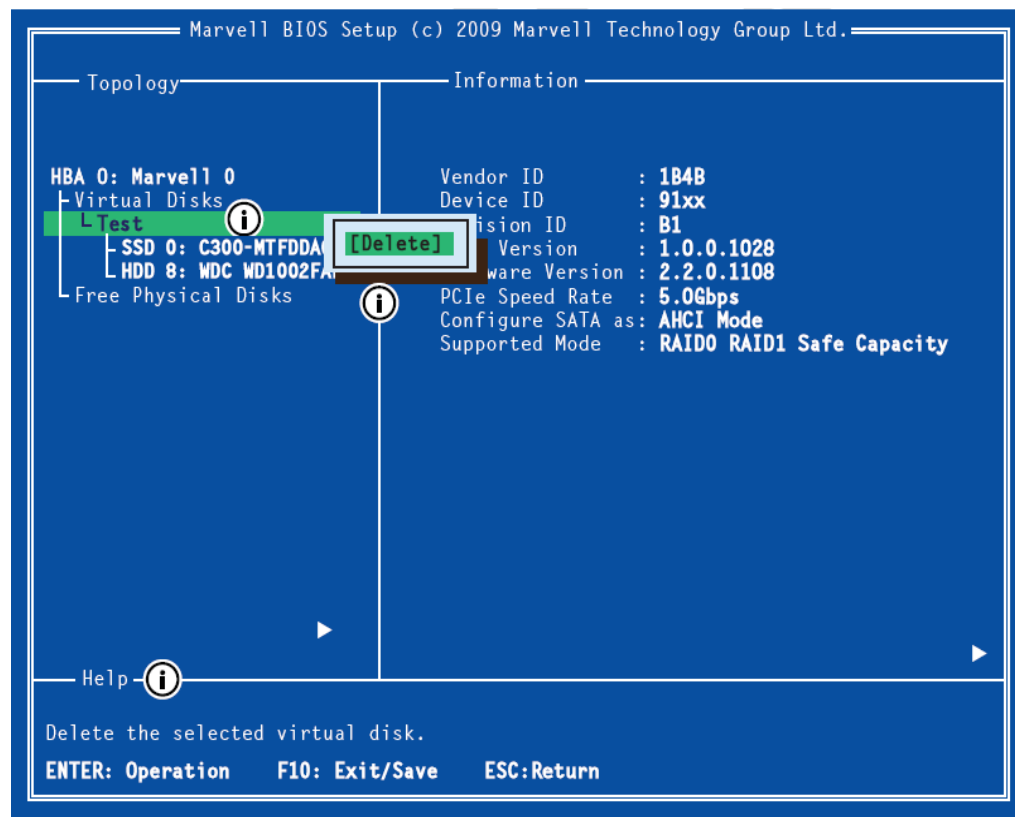 Marvell BIOS Setup (c) 2009 Marvell Technology Group Ltd.
Topology
Information
HBA 0: Marvell 0
Virtual Disks
Test
SSD 0: C300-MTFDDA
HDD 8: WDC WD1002FA
Free Physical Disks
[Delete]
Vendor ID : 1B4B
Device ID : 91xx
ision ID : B1
Version : 1.0.0.1028
ware Version : 2.2.0.1108
PCIe Speed Rate : 5.0Gbps
Configure SATA as: AHCI Mode
Supported Mode : RAID0 RAID1 Safe Capacity
Help
Delete the selected virtual disk.
ENTER: Operation F10: Exit/Save ESC:Return